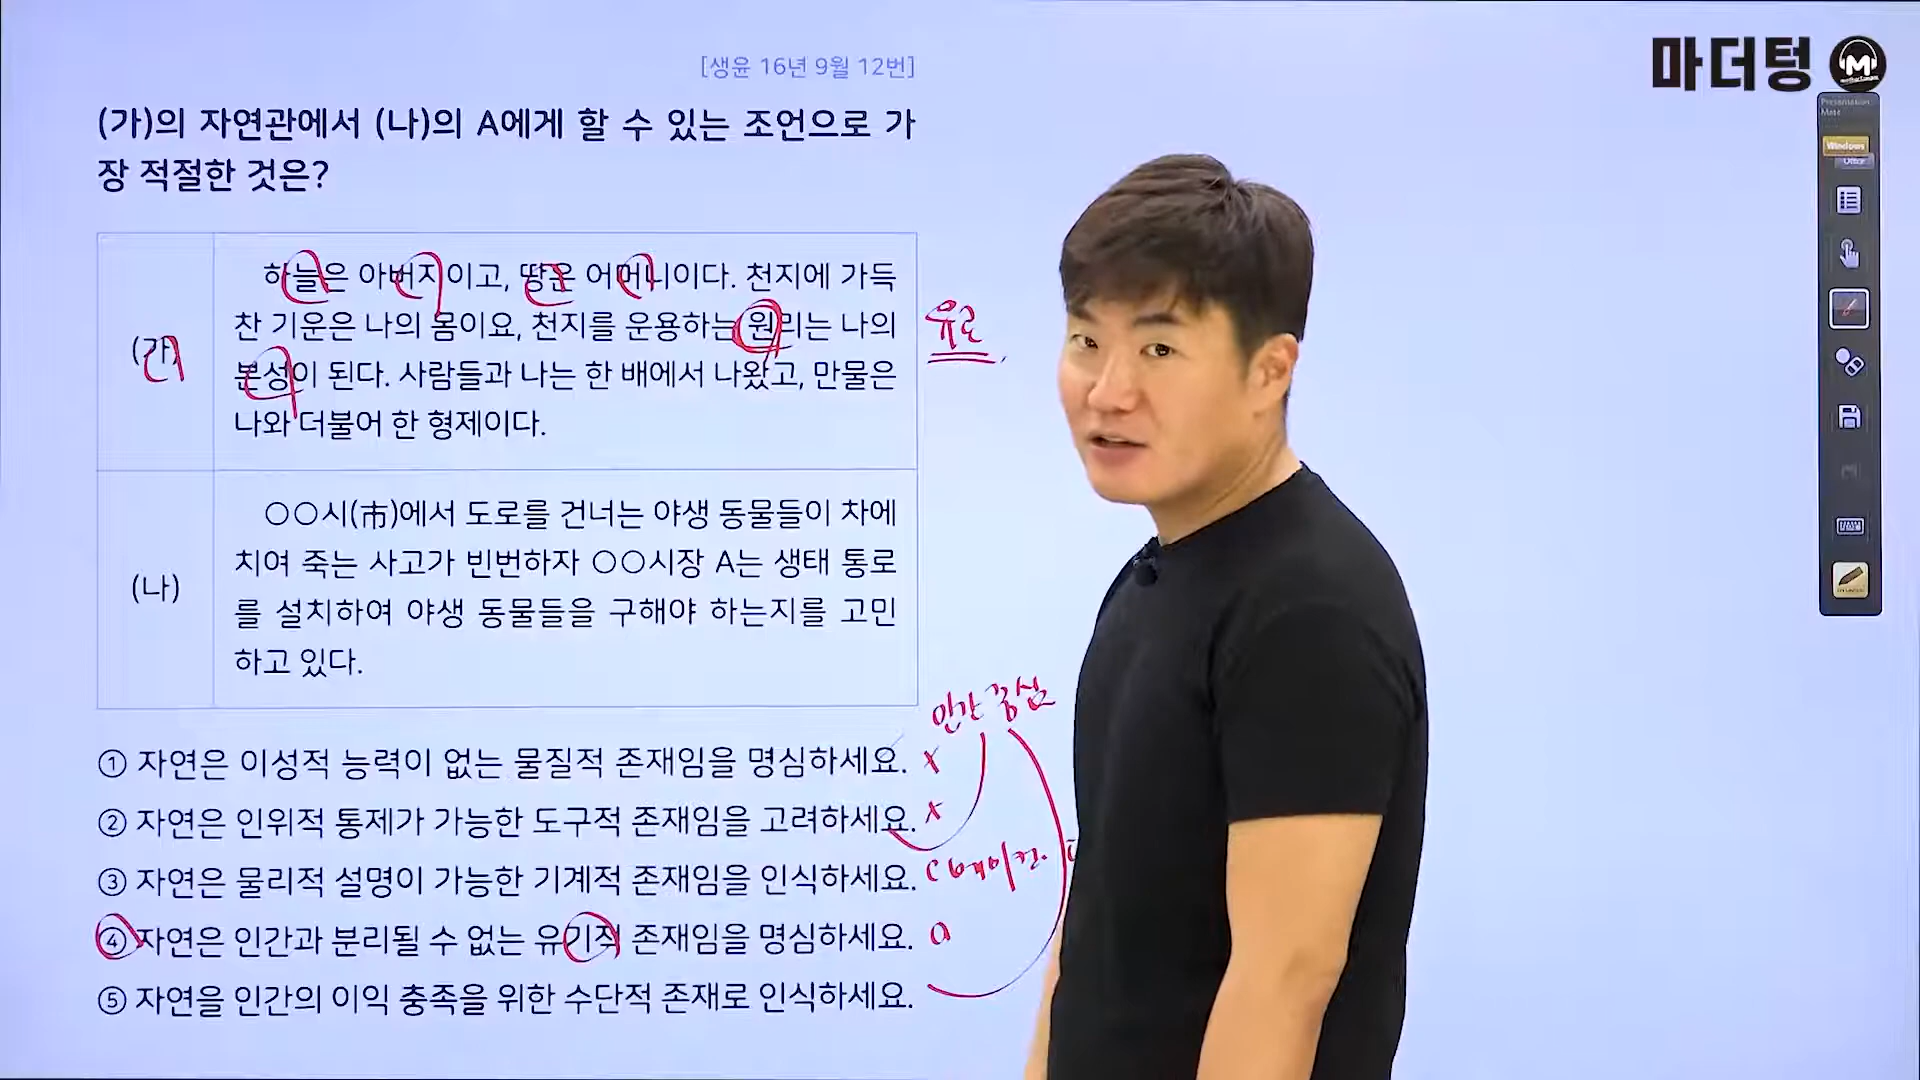 [생윤 16년 9월 12번]
마더텅
(가)의 자연관에서 (나)의 A에게 할 수 있는 조언으로 가
장 적절한 것은?
(가)
하늘은 아버지이고, 땅은 어머니이다. 천지에 가득
찬 기운은 나의 몸이요, 천지를 운용하는 원리는 나의
본성이 된다. 사람들과 나는 한 배에서 나왔고, 만물은
나와 더불어 한 형제이다.
유교
(나)
○○시(市)에서 도로를 건너는 야생 동물들이 차에
치여 죽는 사고가 빈번하자 ○○시장 A는 생태 통로
를 설치하여 야생 동물들을 구해야 하는지를 고민
하고 있다.
인간 중심
① 자연은 이성적 능력이 없는 물질적 존재임을 명심하세요. X
② 자연은 인위적 통제가 가능한 도구적 존재임을 고려하세요. X
③ 자연은 물리적 설명이 가능한 기계적 존재임을 인식하세요. 베이컨.
④ 자연은 인간과 분리될 수 없는 유기적 존재임을 명심하세요.
⑤ 자연을 인간의 이익 충족을 위한 수단적 존재로 인식하세요.
Windows
Office